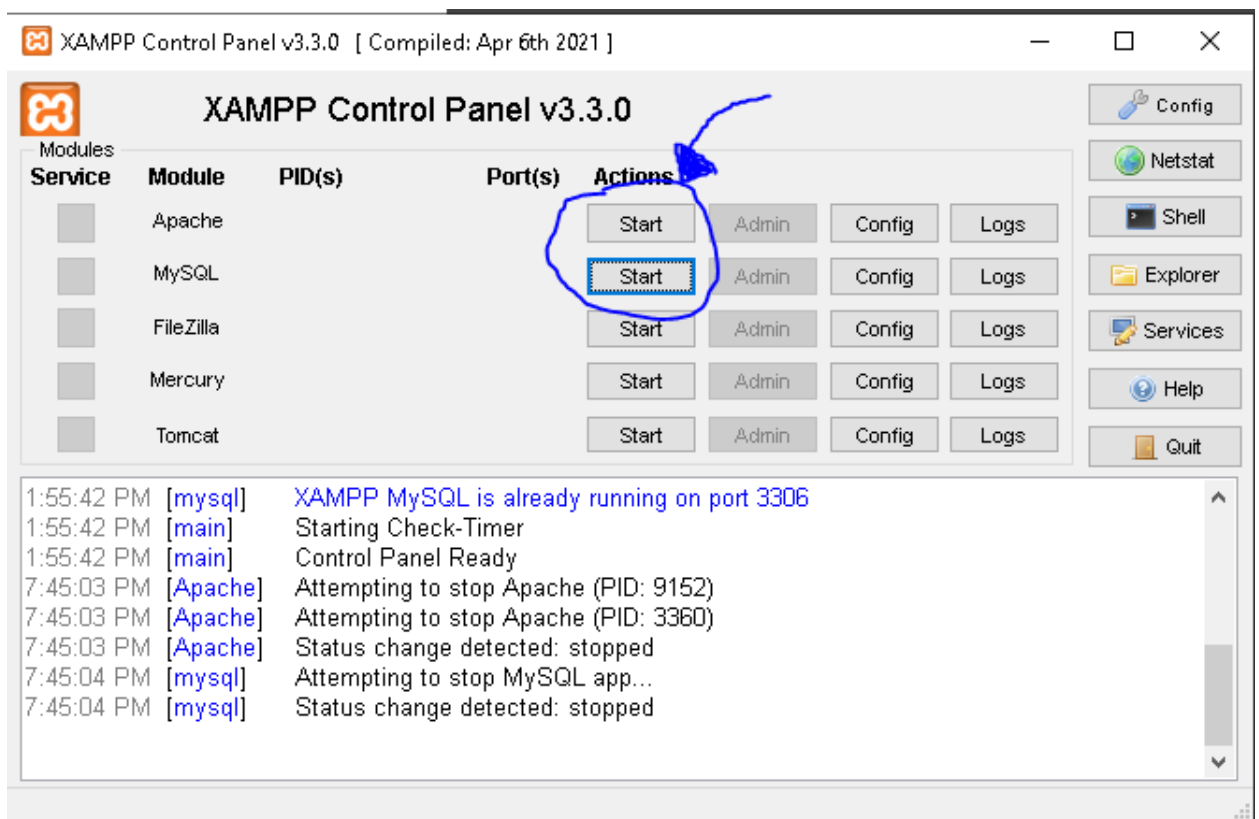 XAMPP Control Panel v3.3.0 [ Compiled: Apr 6th 2021 ]
XAMPP Control Panel v3.3.0
Config
Modules
Netstat
Service Module PID(s) Port(s) Actions
Apache Start Admin Config Logs
Shell
MySQL Start Admin Config Logs
Explorer
FileZilla Start Admin Config Logs
Services
Mercury Start Admin Config Logs
Help
Tomcat Start Admin Config Logs
Quit
1:55:42 PM [mysql] XAMPP MySQL is already running on port 3306
1:55:42 PM [main] Starting Check-Timer
1:55:42 PM [main] Control Panel Ready
7:45:03 PM [Apache] Attempting to stop Apache (PID: 9152)
7:45:03 PM [Apache] Attempting to stop Apache (PID: 3360)
7:45:03 PM [Apache] Status change detected: stopped
7:45:04 PM [mysql] Attempting to stop MySQL app...
7:45:04 PM [mysql] Status change detected: stopped